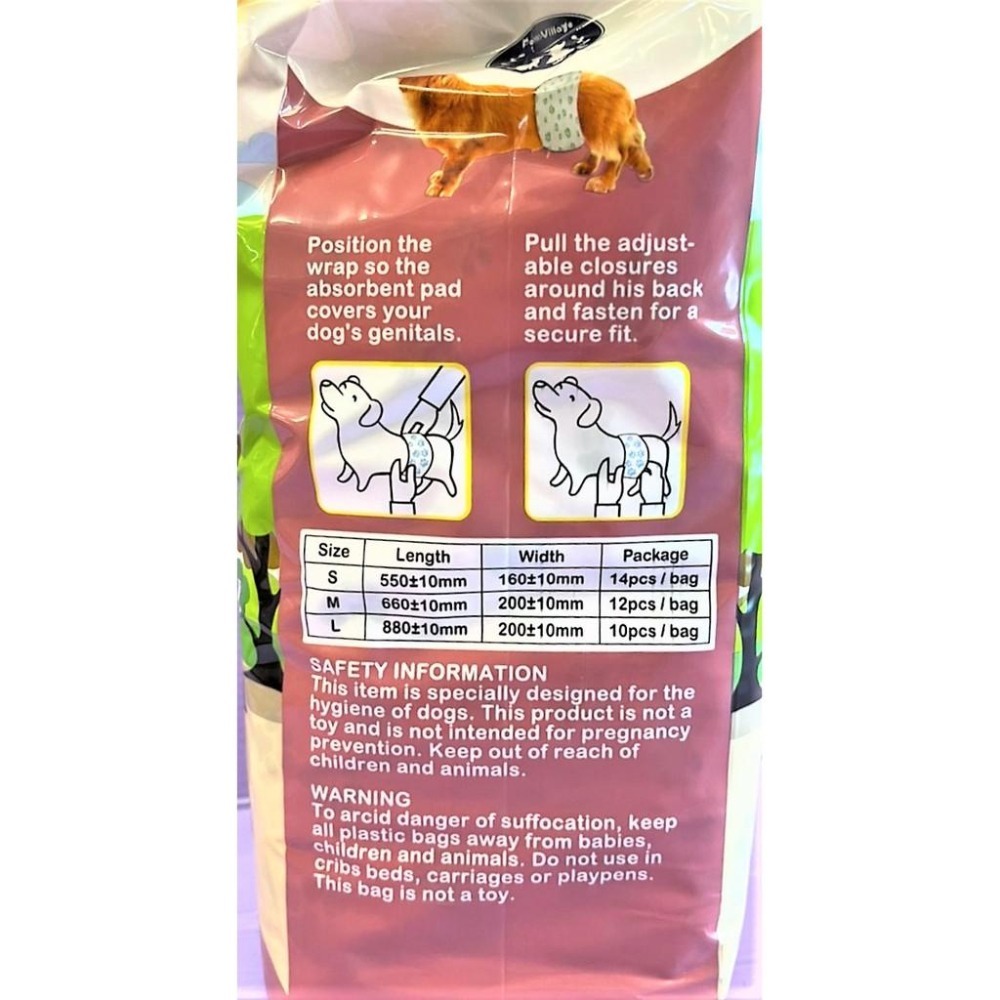 PawVillage
Position the
wrap so the
absorbent pad
covers your
dog's genitals.
Pull the adjust-
able closures
around his back
and fasten for a
secure fit.
Size Length Width Package
S 550±10mm 160±10mm 14pcs / bag
M 660±10mm 200±10mm 12pcs / bag
L 880±10mm 200±10mm 10pcs / bag
SAFETY INFORMATION
This item is specially designed for the
hygiene of dogs. This product is not a
toy and is not intended for pregnancy
prevention. Keep out of reach of
children and animals.
WARNING
To arcid danger of suffocation, keep
all plastic bags away from babies,
children and animals. Do not use in
cribs beds, carriages or playpens.
This bag is not a toy.